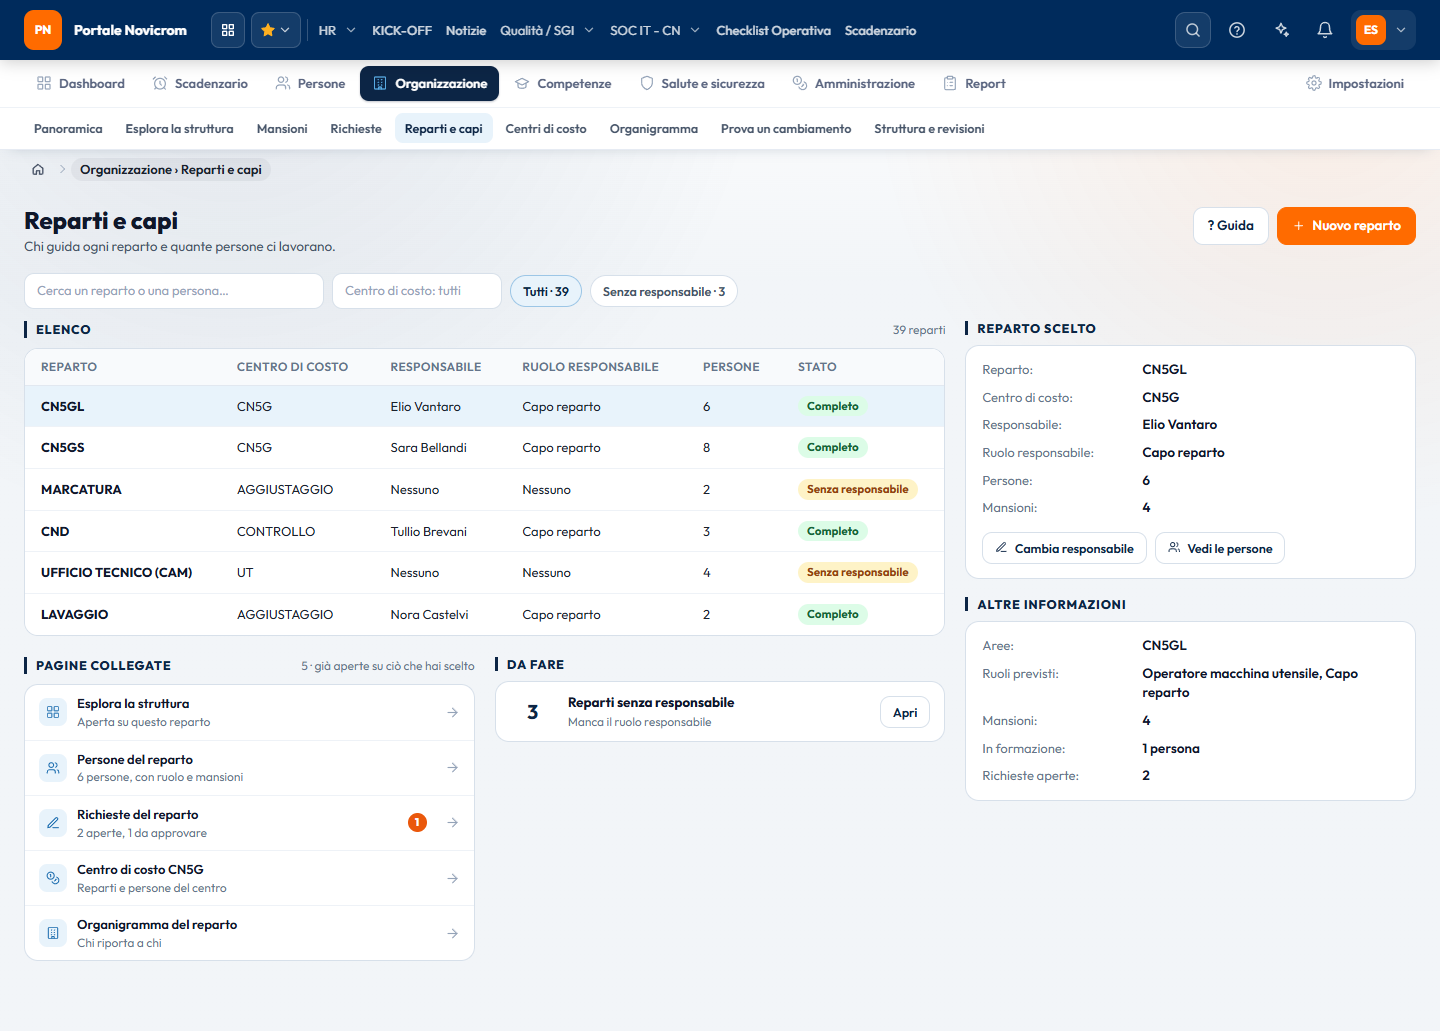 PN Portale Novicrom HR KICK-OFF Notizie Qualità / SGI SOC IT - CN Checklist Operativa Scadenzario ES
Dashboard Scadenzario Persone Organizzazione Competenze Salute e sicurezza Amministrazione Report Impostazioni
Panoramica Esplora la struttura Mansioni Richieste Reparti e capi Centri di costo Organigramma Prova un cambiamento Struttura e revisioni
Organizzazione › Reparti e capi
Reparti e capi
Chi guida ogni reparto e quante persone ci lavorano.
? Guida
+ Nuovo reparto
Cerca un reparto o una persona...
Centro di costo: tutti
Tutti · 39
Senza responsabile · 3
ELENCO
39 reparti
REPARTO CENTRO DI COSTO RESPONSABILE RUOLO RESPONSABILE PERSONE STATO
CN5GL CN5G Elio Vantaro Capo reparto 6 Completo
CN5GS CN5G Sara Bellandi Capo reparto 8 Completo
MARCATURA AGGIUSTAGGIO Nessuno Nessuno 2 Senza responsabile
CND CONTROLLO Tullio Brevani Capo reparto 3 Completo
UFFICIO TECNICO (CAM) UT Nessuno Nessuno 4 Senza responsabile
LAVAGGIO AGGIUSTAGGIO Nora Castelvi Capo reparto 2 Completo
PAGINE COLLEGATE
5 · già aperte su ciò che hai scelto
Esplora la struttura
Aperta su questo reparto
Persone del reparto
6 persone, con ruolo e mansioni
Richieste del reparto
2 aperte, 1 da approvare
1
Centro di costo CN5G
Reparti e persone del centro
Organigramma del reparto
Chi riporta a chi
DA FARE
3
Reparti senza responsabile
Manca il ruolo responsabile
Apri
REPARTO SCELTO
Reparto: CN5GL
Centro di costo: CN5G
Responsabile: Elio Vantaro
Ruolo responsabile: Capo reparto
Persone: 6
Mansioni: 4
Cambia responsabile
Vedi le persone
ALTRE INFORMAZIONI
Aree: CN5GL
Ruoli previsti: Operatore macchina utensile, Capo
reparto
Mansioni: 4
In formazione: 1 persona
Richieste aperte: 2